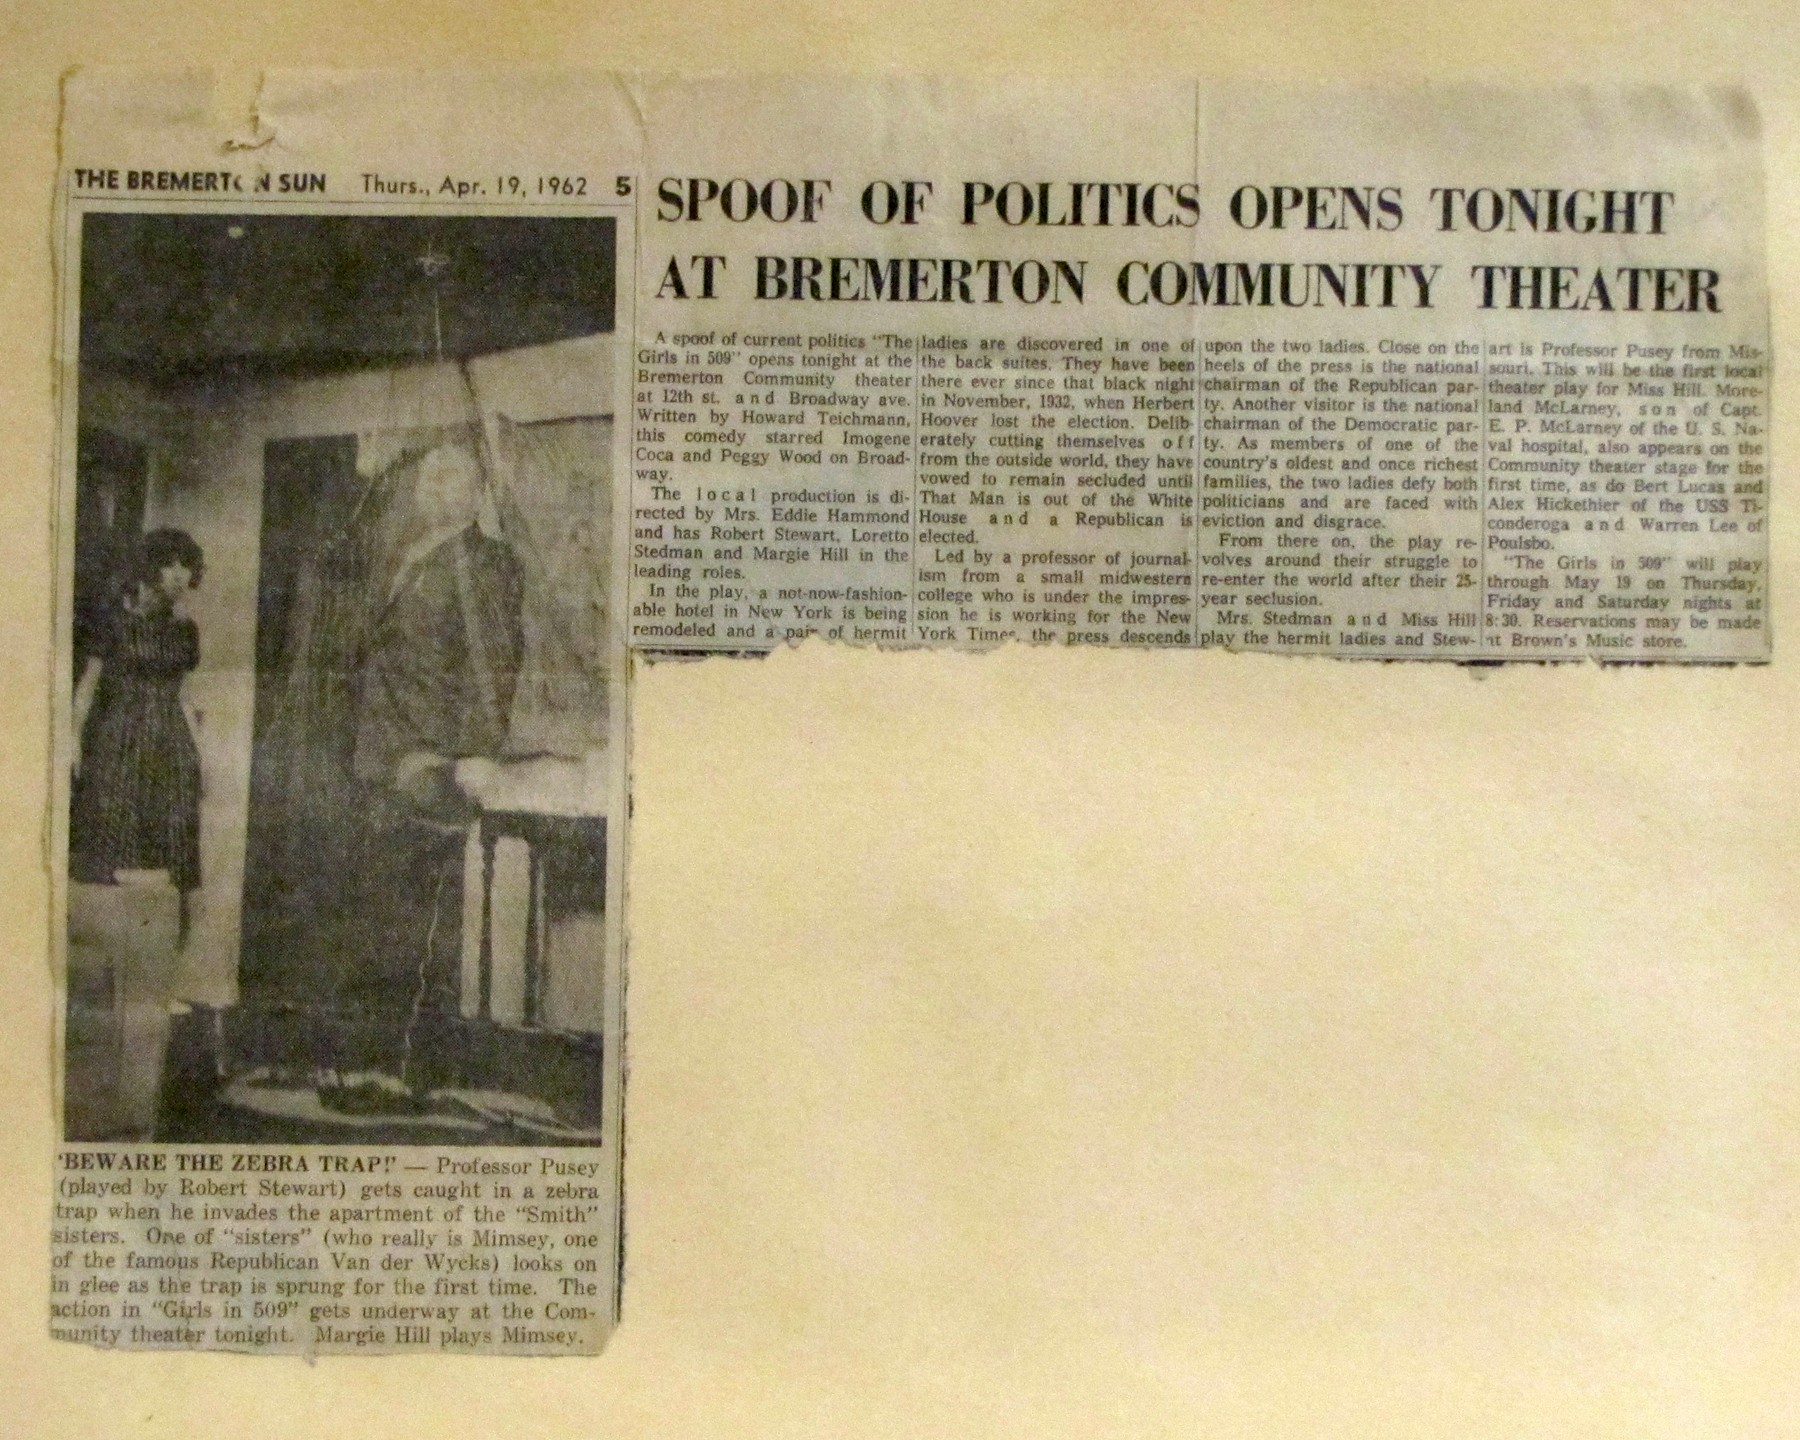 THE BREMERTON SUN Thurs., Apr. 19, 1962 5
SPOOF OF POLITICS OPENS TONIGHT
AT BREMERTON COMMUNITY THEATER
A spoof of current politics "The
Girls in 509" opens tonight at the
Bremerton Community theater
at 12th st. and Broadway ave.
Written by Howard Teichmann,
this comedy starred Imogene
Coca and Peggy Wood on Broad-
way.
The local production is di-
rected by Mrs. Eddie Hammond
and has Robert Stewart, Loretto
Stedman and Margie Hill in the
leading roles.
In the play, a not-now-fashion-
able hotel in New York is being
remodeled and a pair of hermit
ladies are discovered in one of
the back suites. They have been
there ever since that black night
in November, 1932, when Herbert
Hoover lost the election. Delib-
erately cutting themselves off
from the outside world, they have
vowed to remain secluded until
That Man is out of the White
House and a Republican is
elected.
Led by a professor of journal-
ism from a small midwestern
college who is under the impres-
sion he is working for the New
York Times, the press descends
upon the two ladies. Close on the
heels of the press is the national
chairman of the Republican par-
ty. Another visitor is the national
chairman of the Democratic par-
ty. As members of one of the
country's oldest and once richest
families, the two ladies defy both
politicians and are faced with
eviction and disgrace.
From there on, the play re-
volves around their struggle to
re-enter the world after their 25-
year seclusion.
Mrs. Stedman and Miss Hill
play the hermit ladies and Stew-
art is Professor Pusey from Mis-
souri. This will be the first local
theater play for Miss Hill. More-
land McLarney, son of Capt.
E. P. McLarney of the U. S. Na-
val hospital, also appears on the
Community theater stage for the
first time, as do Bert Lucas and
Alex Hickethier of the USS Ti-
conderoga and Warren Lee of
Poulsbo.
"The Girls in 509" will play
through May 19 on Thursday,
Friday and Saturday nights at
8:30. Reservations may be made
at Brown's Music store.
'BEWARE THE ZEBRA TRAP!' — Professor Pusey
(played by Robert Stewart) gets caught in a zebra
trap when he invades the apartment of the "Smith"
sisters. One of "sisters" (who really is Mimsey, one
of the famous Republican Van der Wycks) looks on
in glee as the trap is sprung for the first time. The
action in "Girls in 509" gets underway at the Com-
munity theater tonight. Margie Hill plays Mimsey.